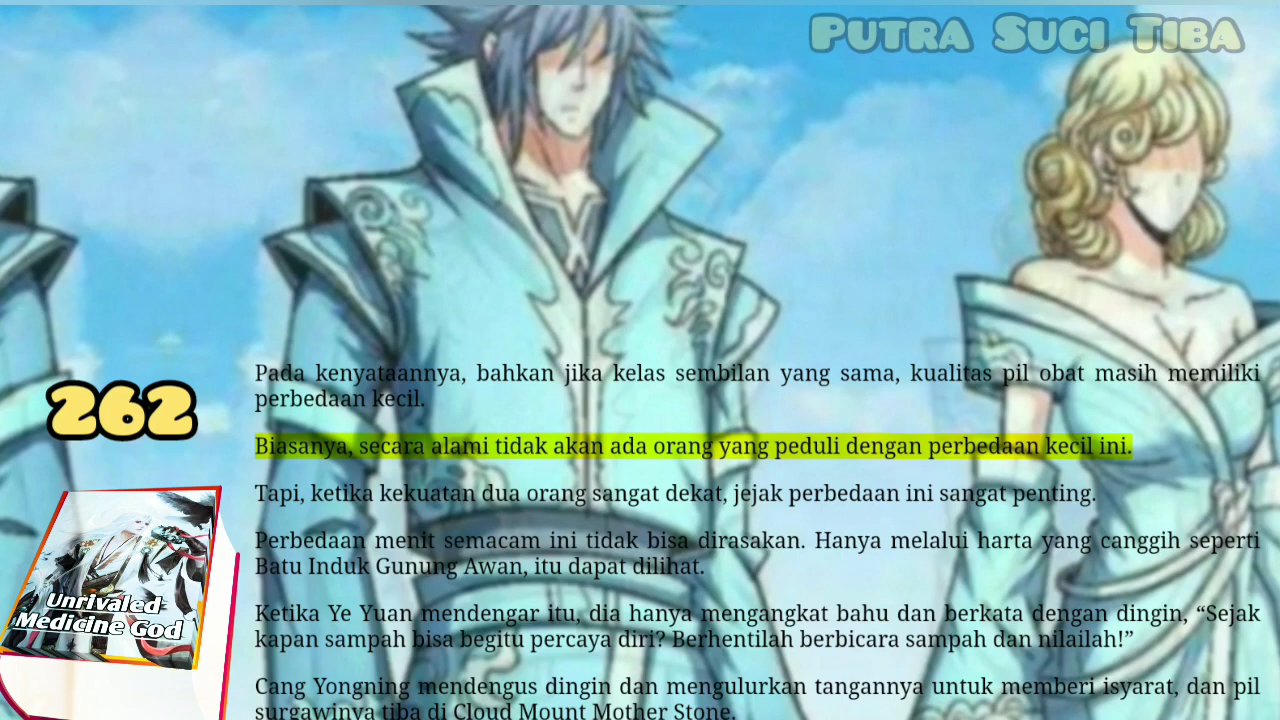 Putra Suci Tiba
262
Unrivaled
Medicine God
Pada kenyataannya, bahkan jika kelas sembilan yang sama, kualitas pil obat masih memiliki
perbedaan kecil.
Biasanya, secara alami tidak akan ada orang yang peduli dengan perbedaan kecil ini.
Tapi, ketika kekuatan dua orang sangat dekat, jejak perbedaan ini sangat penting.
Perbedaan menit semacam ini tidak bisa dirasakan. Hanya melalui harta yang canggih seperti
Batu Induk Gunung Awan, itu dapat dilihat.
Ketika Ye Yuan mendengar itu, dia hanya mengangkat bahu dan berkata dengan dingin, “Sejak
kapan sampah bisa begitu percaya diri? Berhentilah berbicara sampah dan nilailah!”
Cang Yongning mendengus dingin dan mengulurkan tangannya untuk memberi isyarat, dan pil
surgawinya tiba di Cloud Mount Mother Stone.